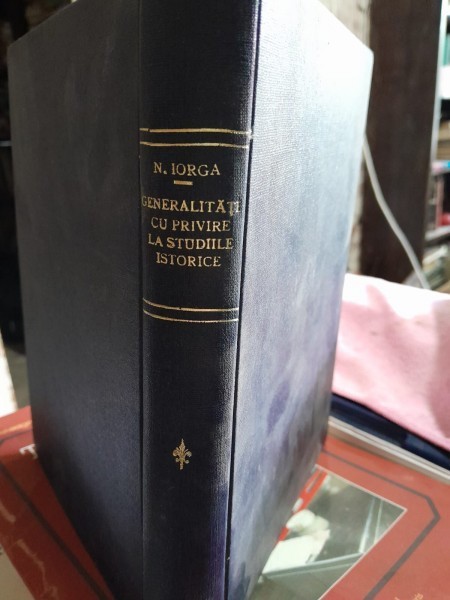 N. IORGA
GENERALITĂȚI
CU PRIVIRE
LA STUDIILE
ISTORICE
T